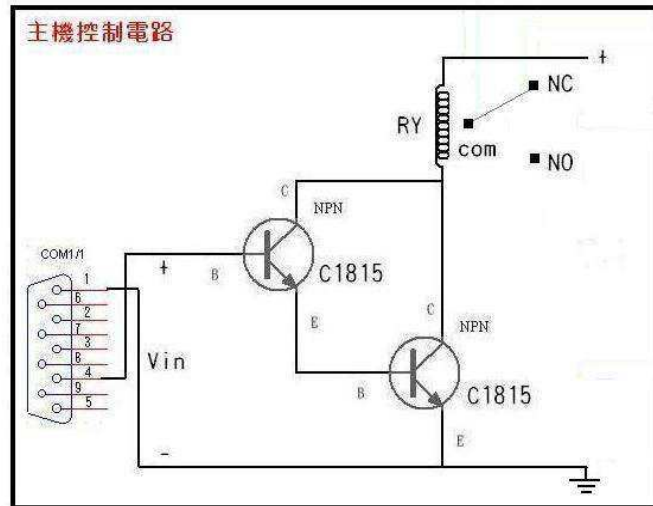 主機控制電路
+
NC
RY
com
NO
C
NPN
COM1/1
+
B
C1815
1
6
2
7
3
8
4
9
5
Vin
E
C
NPN
B
C1815
E
-